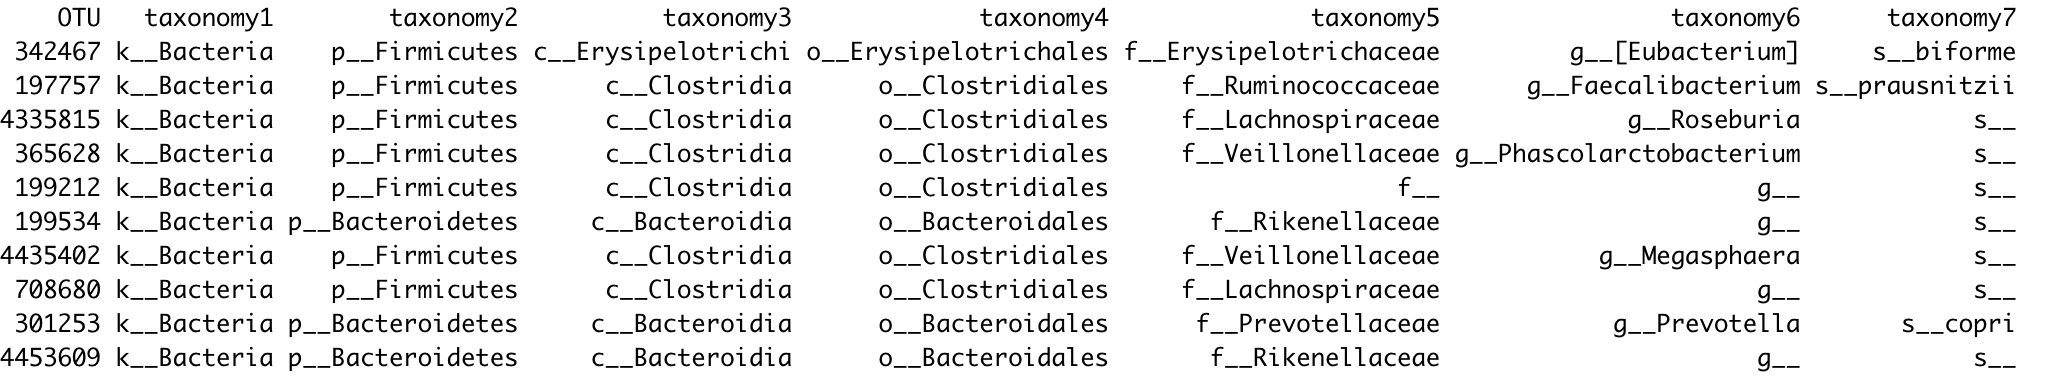 OTU taxonomy1 taxonomy2 taxonomy3 taxonomy4 taxonomy5 taxonomy6 taxonomy7
342467 k__Bacteria p__Firmicutes c__Erysipelotrichi o__Erysipelotrichales f__Erysipelotrichaceae g__[Eubacterium] s__biforme
197757 k__Bacteria p__Firmicutes c__Clostridia o__Clostridiales f__Ruminococcaceae g__Faecalibacterium s__prausnitzii
4335815 k__Bacteria p__Firmicutes c__Clostridia o__Clostridiales f__Lachnospiraceae g__Roseburia s__
365628 k__Bacteria p__Firmicutes c__Clostridia o__Clostridiales f__Veillonellaceae g__Phascolarctobacterium s__
199212 k__Bacteria p__Firmicutes c__Clostridia o__Clostridiales f__ g__ s__
199534 k__Bacteria p__Bacteroidetes c__Bacteroidia o__Bacteroidales f__Rikenellaceae g__ s__
4435402 k__Bacteria p__Firmicutes c__Clostridia o__Clostridiales f__Veillonellaceae g__Megasphaera s__
708680 k__Bacteria p__Firmicutes c__Clostridia o__Clostridiales f__Lachnospiraceae g__ s__
301253 k__Bacteria p__Bacteroidetes c__Bacteroidia o__Bacteroidales f__Prevotellaceae g__Prevotella s__copri
4453609 k__Bacteria p__Bacteroidetes c__Bacteroidia o__Bacteroidales f__Rikenellaceae g__ s__